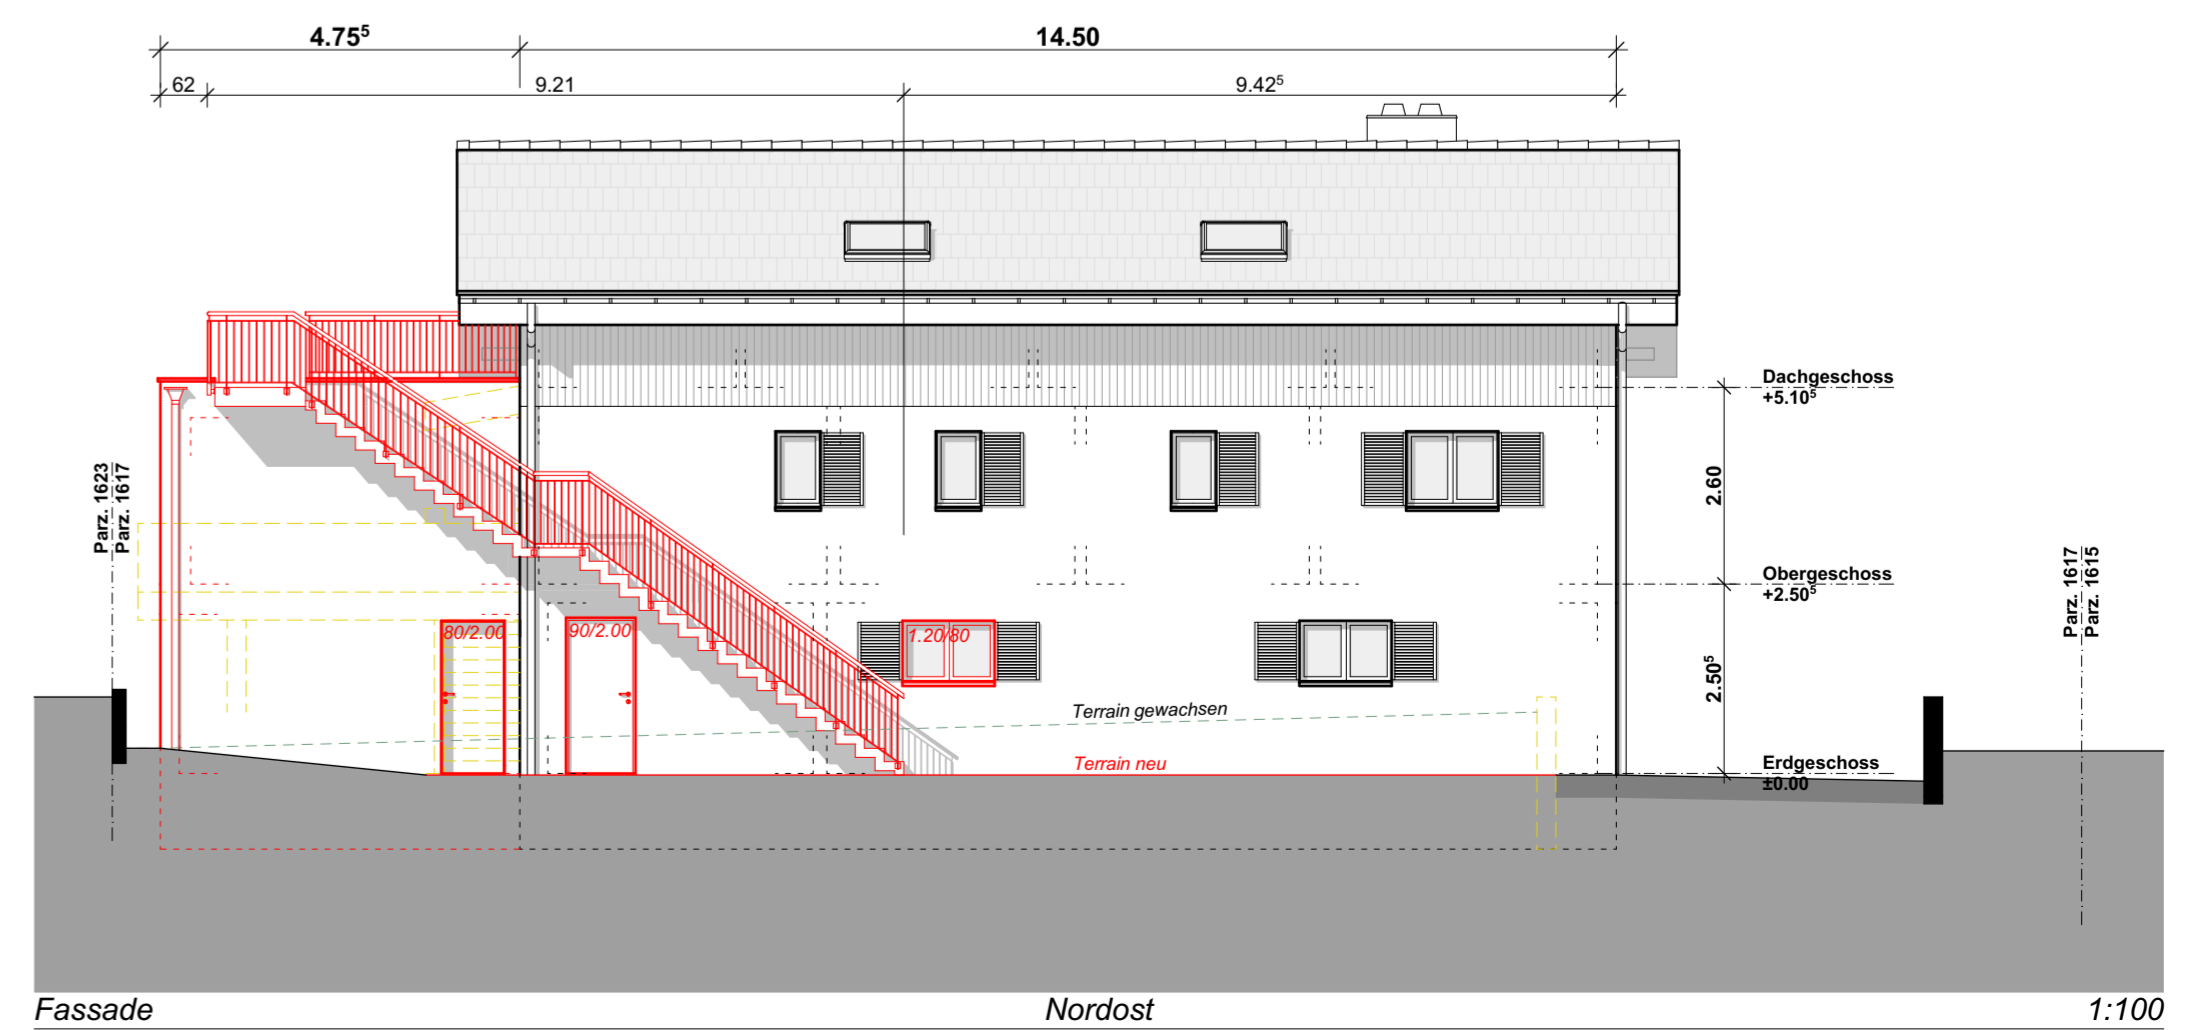 4.75⁵ 14.50
62 9.21 9.42⁵
Dachgeschoss
+5.10⁵
Parz. 1623
Parz. 1617
2.60
Obergeschoss
+2.50⁵
Parz. 1617
Parz. 1615
80/2.00 90/2.00 1.20/80
2.50⁵
Terrain gewachsen
Terrain neu
Erdgeschoss
±0.00
Fassade Nordost 1:100